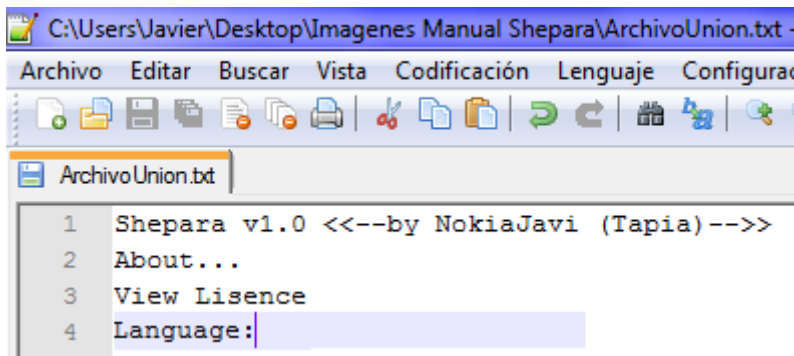 C:\Users\Javier\Desktop\Imagenes Manual Shepara\ArchivoUnion.txt -
Archivo Editar Buscar Vista Codificación Lenguaje
ArchivoUnion.txt
1 Shepara v1.0 <<--by NokiaJavi (Tapia)-->>
2 About...
3 View Lisence
4 Language: